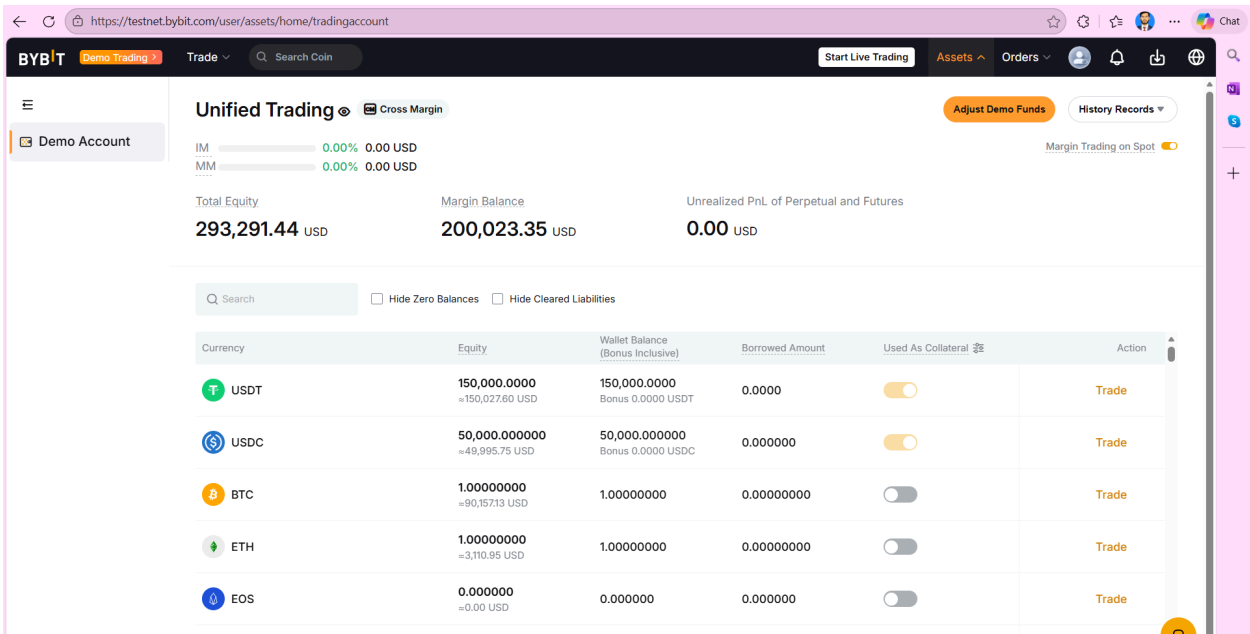 https://testnet.bybit.com/user/assets/home/tradingaccount
Chat
BYBIT
Demo Trading
Trade
Search Coin
Start Live Trading
Assets
Orders
Demo Account
Unified Trading
CM Cross Margin
Adjust Demo Funds
History Records
IM 0.00% 0.00 USD
MM 0.00% 0.00 USD
Margin Trading on Spot
Total Equity
293,291.44 USD
Margin Balance
200,023.35 USD
Unrealized PnL of Perpetual and Futures
0.00 USD
Search
Hide Zero Balances
Hide Cleared Liabilities
Currency
Equity
Wallet Balance
(Bonus Inclusive)
Borrowed Amount
Used As Collateral
Action
USDT
150,000.0000
≈150,027.60 USD
150,000.0000
Bonus 0.0000 USDT
0.0000
Trade
USDC
50,000.000000
≈49,995.75 USD
50,000.000000
Bonus 0.0000 USDC
0.000000
Trade
BTC
1.00000000
≈90,157.13 USD
1.00000000
0.00000000
Trade
ETH
1.00000000
≈3,110.95 USD
1.00000000
0.00000000
Trade
EOS
0.000000
≈0.00 USD
0.000000
0.000000
Trade